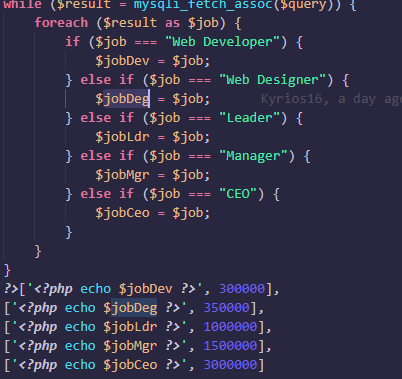 while ($result = mysqli_fetch_assoc($query)) {
    foreach ($result as $job) {
        if ($job === "Web Developer") {
            $jobDev = $job;
        } else if ($job === "Web Designer") {
            $jobDeg = $job;        Kyrios16, a day ago
        } else if ($job === "Leader") {
            $jobLdr = $job;
        } else if ($job === "Manager") {
            $jobMgr = $job;
        } else if ($job === "CEO") {
            $jobCeo = $job;
        }
    }
}
?>['<?php echo $jobDev ?>', 300000],
['<?php echo $jobDeg ?>', 350000],
['<?php echo $jobLdr ?>', 1000000],
['<?php echo $jobMgr ?>', 1500000],
['<?php echo $jobCeo ?>', 3000000]